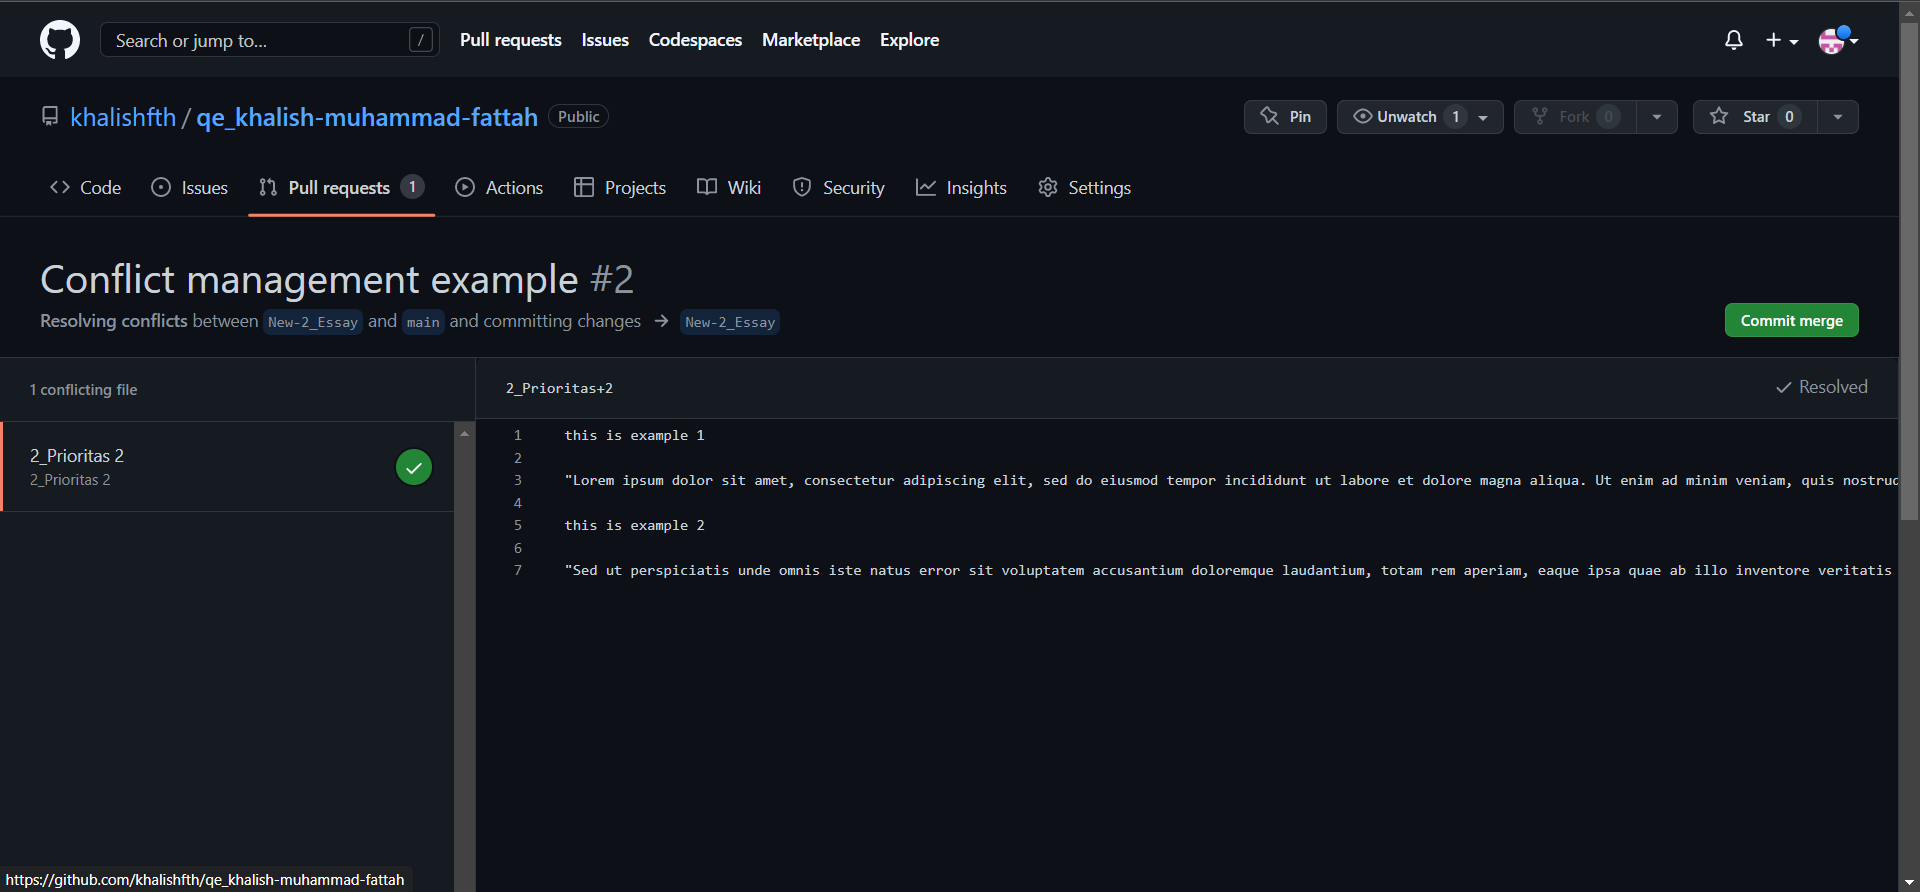 Search or jump to... /
Pull requests Issues Codespaces Marketplace Explore
khalishfth / qe_khalish-muhammad-fattah Public
Pin Unwatch 1 Fork 0 Star 0
Code Issues Pull requests 1 Actions Projects Wiki Security Insights Settings
Conflict management example #2
Resolving conflicts between New-2_Essay and main and committing changes → New-2_Essay
Commit merge
1 conflicting file
2_Prioritas 2
2_Prioritas 2
2_Prioritas+2
Resolved
1 this is example 1
2
3 "Lorem ipsum dolor sit amet, consectetur adipiscing elit, sed do eiusmod tempor incididunt ut labore et dolore magna aliqua. Ut enim ad minim veniam, quis nostrud
4
5 this is example 2
6
7 "Sed ut perspiciatis unde omnis iste natus error sit voluptatem accusantium doloremque laudantium, totam rem aperiam, eaque ipsa quae ab illo inventore veritatis
https://github.com/khalishfth/qe_khalish-muhammad-fattah